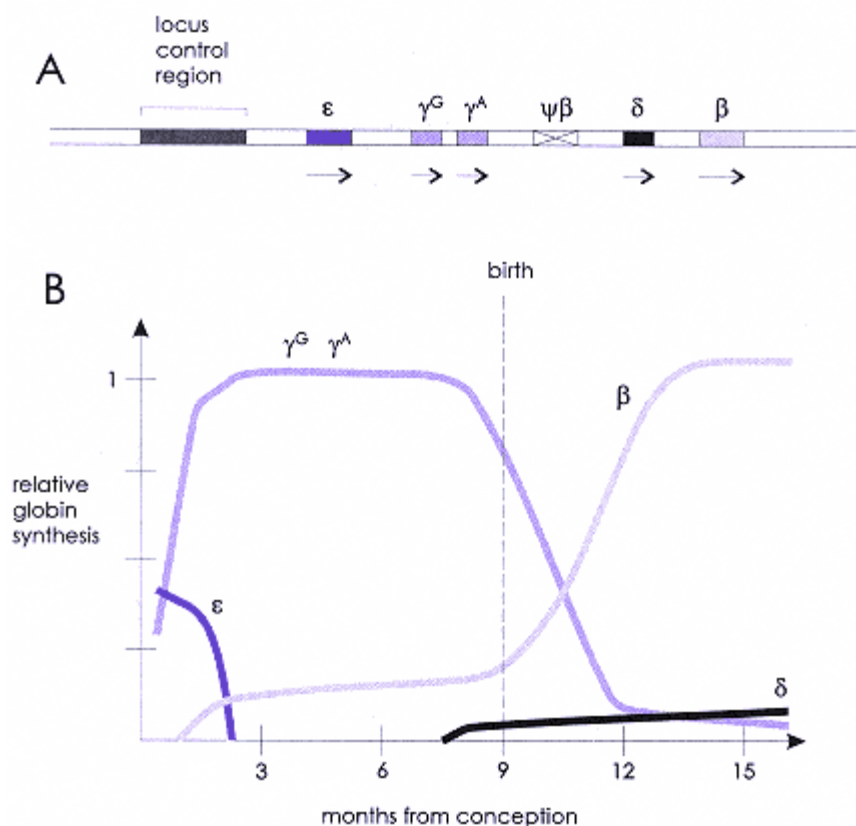 locus
control
region
A
ε γᴳ γᴬ ψβ δ β
B
birth
γᴳ γᴬ
1
β
relative
globin
synthesis
ε
δ
3 6 9 12 15
months from conception